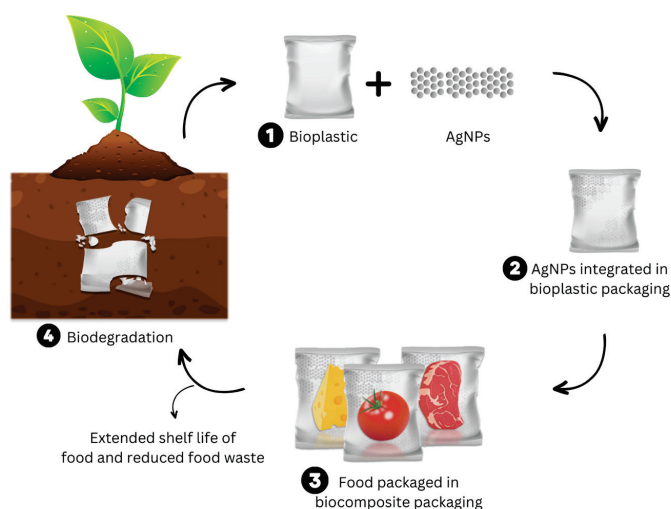 1 Bioplastic
AgNPs
2 AgNPs integrated in
bioplastic packaging
3 Food packaged in
biocomposite packaging
Extended shelf life of
food and reduced food waste
4 Biodegradation